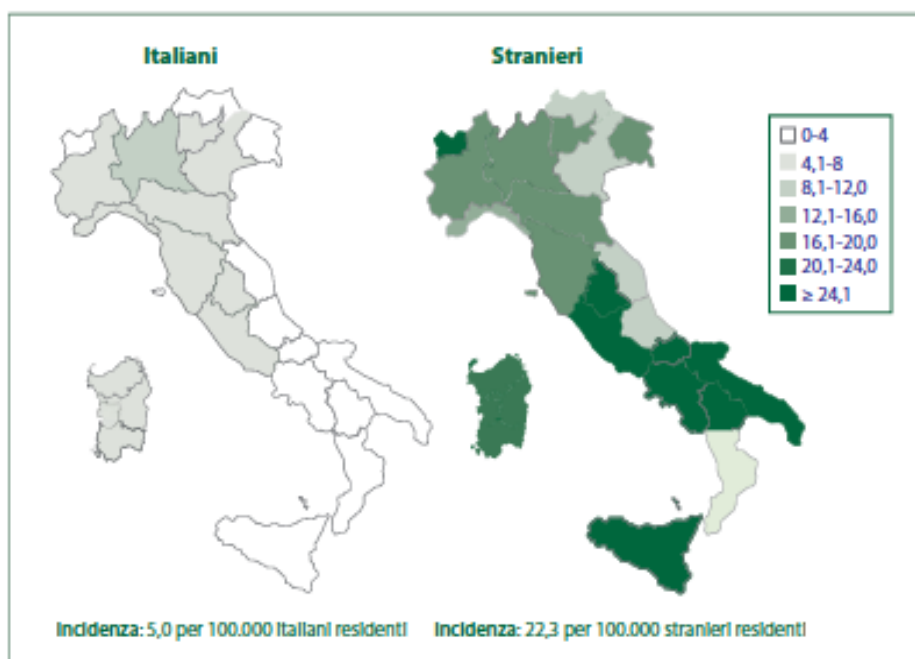 Italiani
Stranieri
0-4
4,1-8
8,1-12,0
12,1-16,0
16,1-20,0
20,1-24,0
≥ 24,1
Incidenza: 5,0 per 100.000 italiani residenti
Incidenza: 22,3 per 100.000 stranieri residenti